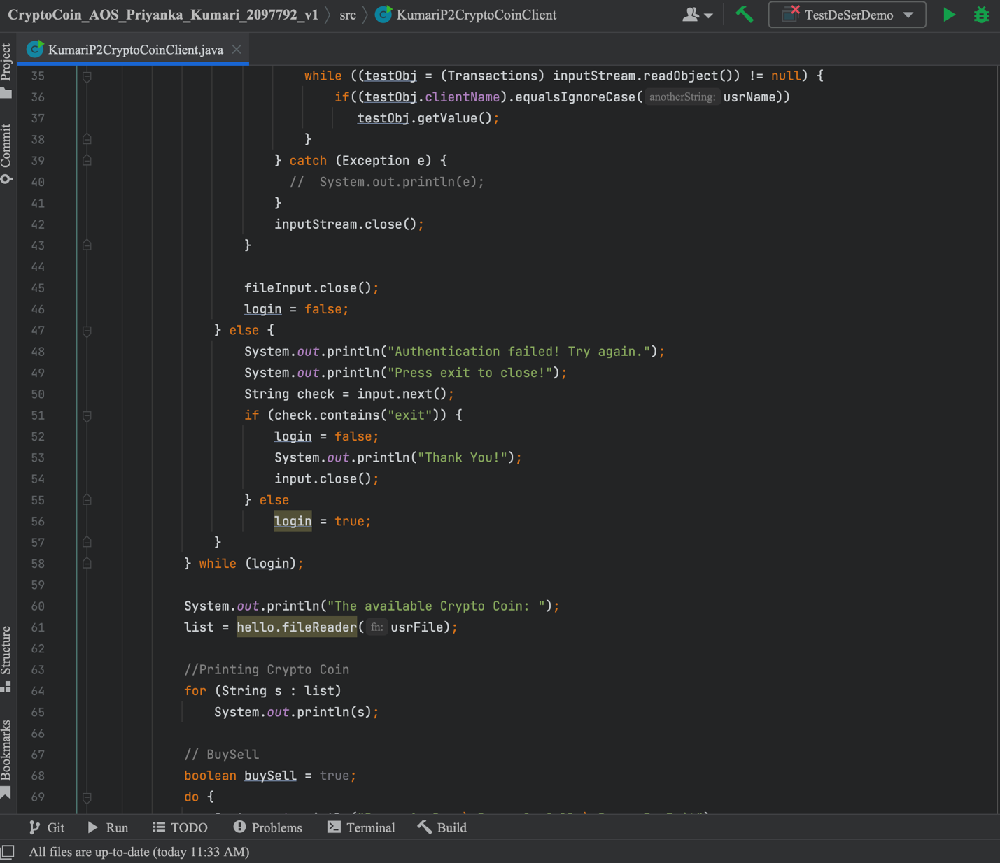 CryptoCoin_AOS_Priyanka_Kumari_2097792_v1 src KumariP2CryptoCoinClient TestDeSerDemo
KumariP2CryptoCoinClient.java
Project
Commit
Structure
Bookmarks
35 while ((testObj = (Transactions) inputStream.readObject()) != null) {
36 if((testObj.clientName).equalsIgnoreCase( anotherString: usrName))
37 testObj.getValue();
38 }
39 } catch (Exception e) {
40 // System.out.println(e);
41 }
42 inputStream.close();
43 }
44
45 fileInput.close();
46 login = false;
47 } else {
48 System.out.println("Authentication failed! Try again.");
49 System.out.println("Press exit to close!");
50 String check = input.next();
51 if (check.contains("exit")) {
52 login = false;
53 System.out.println("Thank You!");
54 input.close();
55 } else
56 login = true;
57 }
58 } while (login);
59
60 System.out.println("The available Crypto Coin: ");
61 list = hello.fileReader( fn: usrFile);
62
63 //Printing Crypto Coin
64 for (String s : list)
65 System.out.println(s);
66
67 // BuySell
68 boolean buySell = true;
69 do {
Git Run TODO Problems Terminal Build
All files are up-to-date (today 11:33 AM)